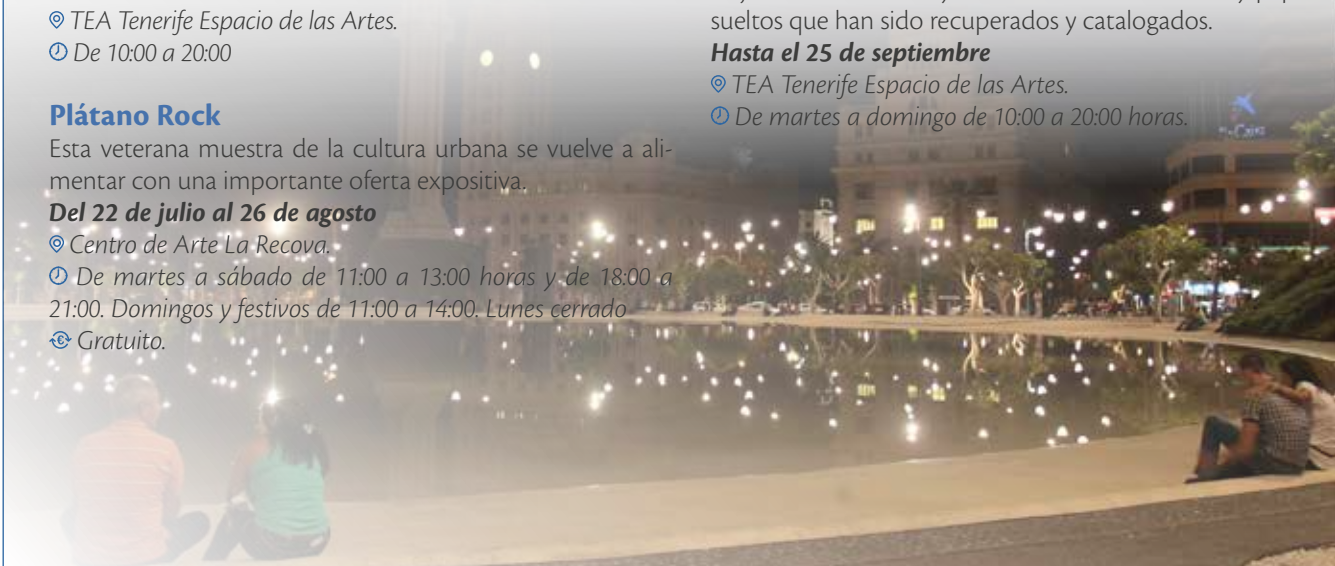 TEA Tenerife Espacio de las Artes.
De 10:00 a 20:00
Plátano Rock
Esta veterana muestra de la cultura urbana se vuelve a ali-
mentar con una importante oferta expositiva.
Del 22 de julio al 26 de agosto
Centro de Arte La Recova.
De martes a sábado de 11:00 a 13:00 horas y de 18:00 a
21:00. Domingos y festivos de 11:00 a 14:00. Lunes cerrado
Gratuito.
sueltos que han sido recuperados y catalogados.
Hasta el 25 de septiembre
TEA Tenerife Espacio de las Artes.
De martes a domingo de 10:00 a 20:00 horas.